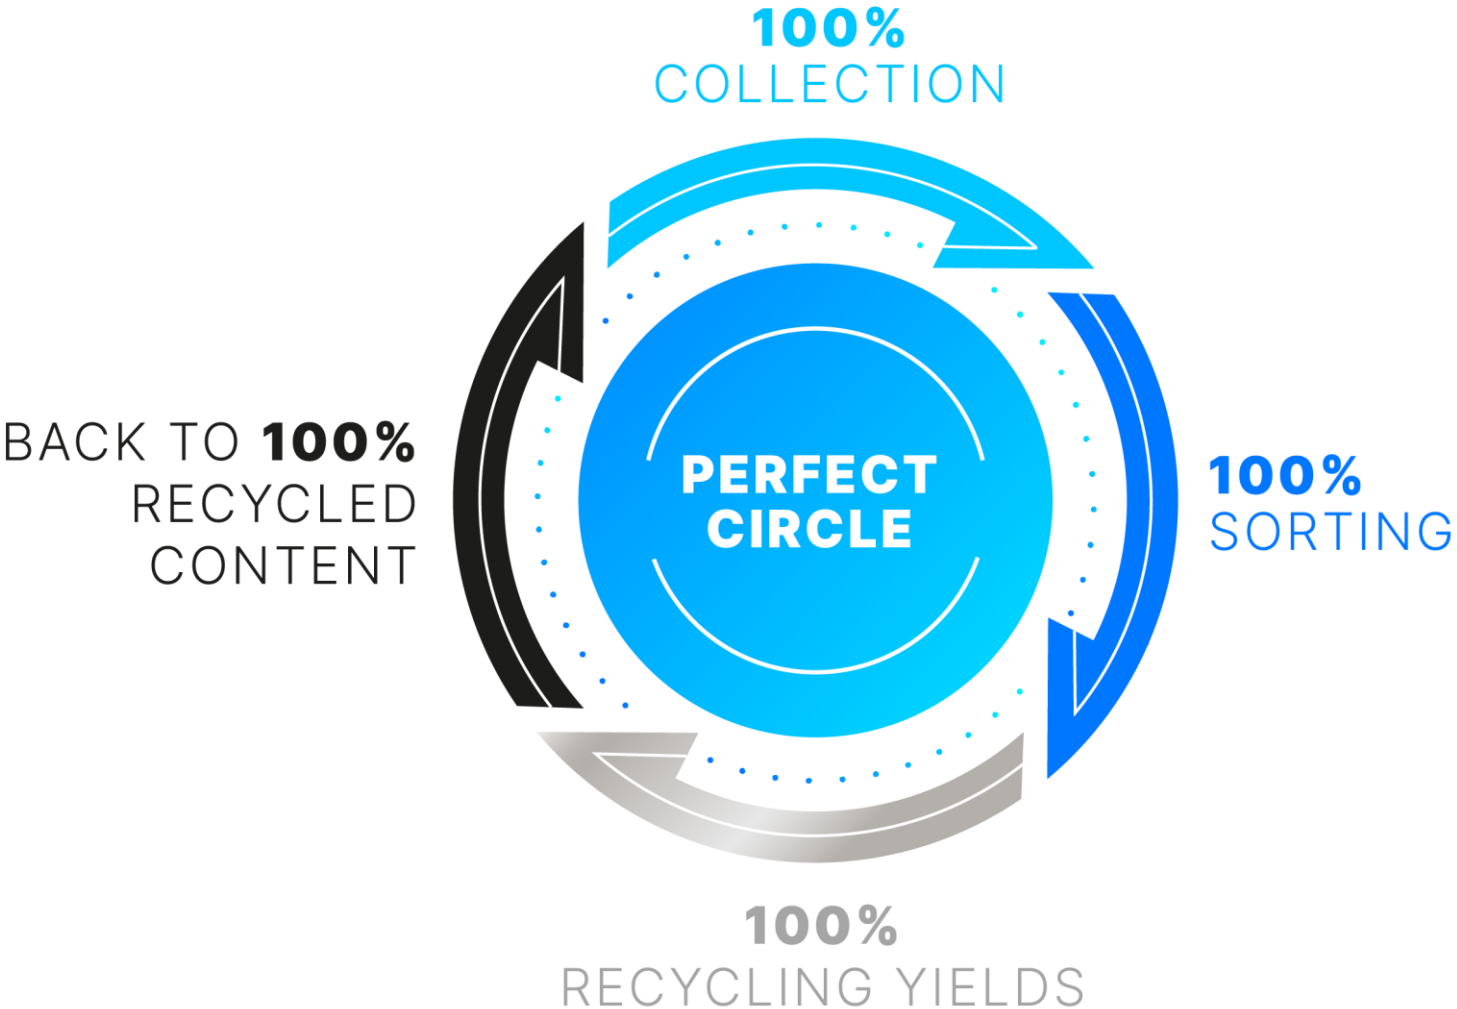 100%
COLLECTION
PERFECT
CIRCLE
100%
SORTING
100%
RECYCLING YIELDS
BACK TO 100%
RECYCLED
CONTENT